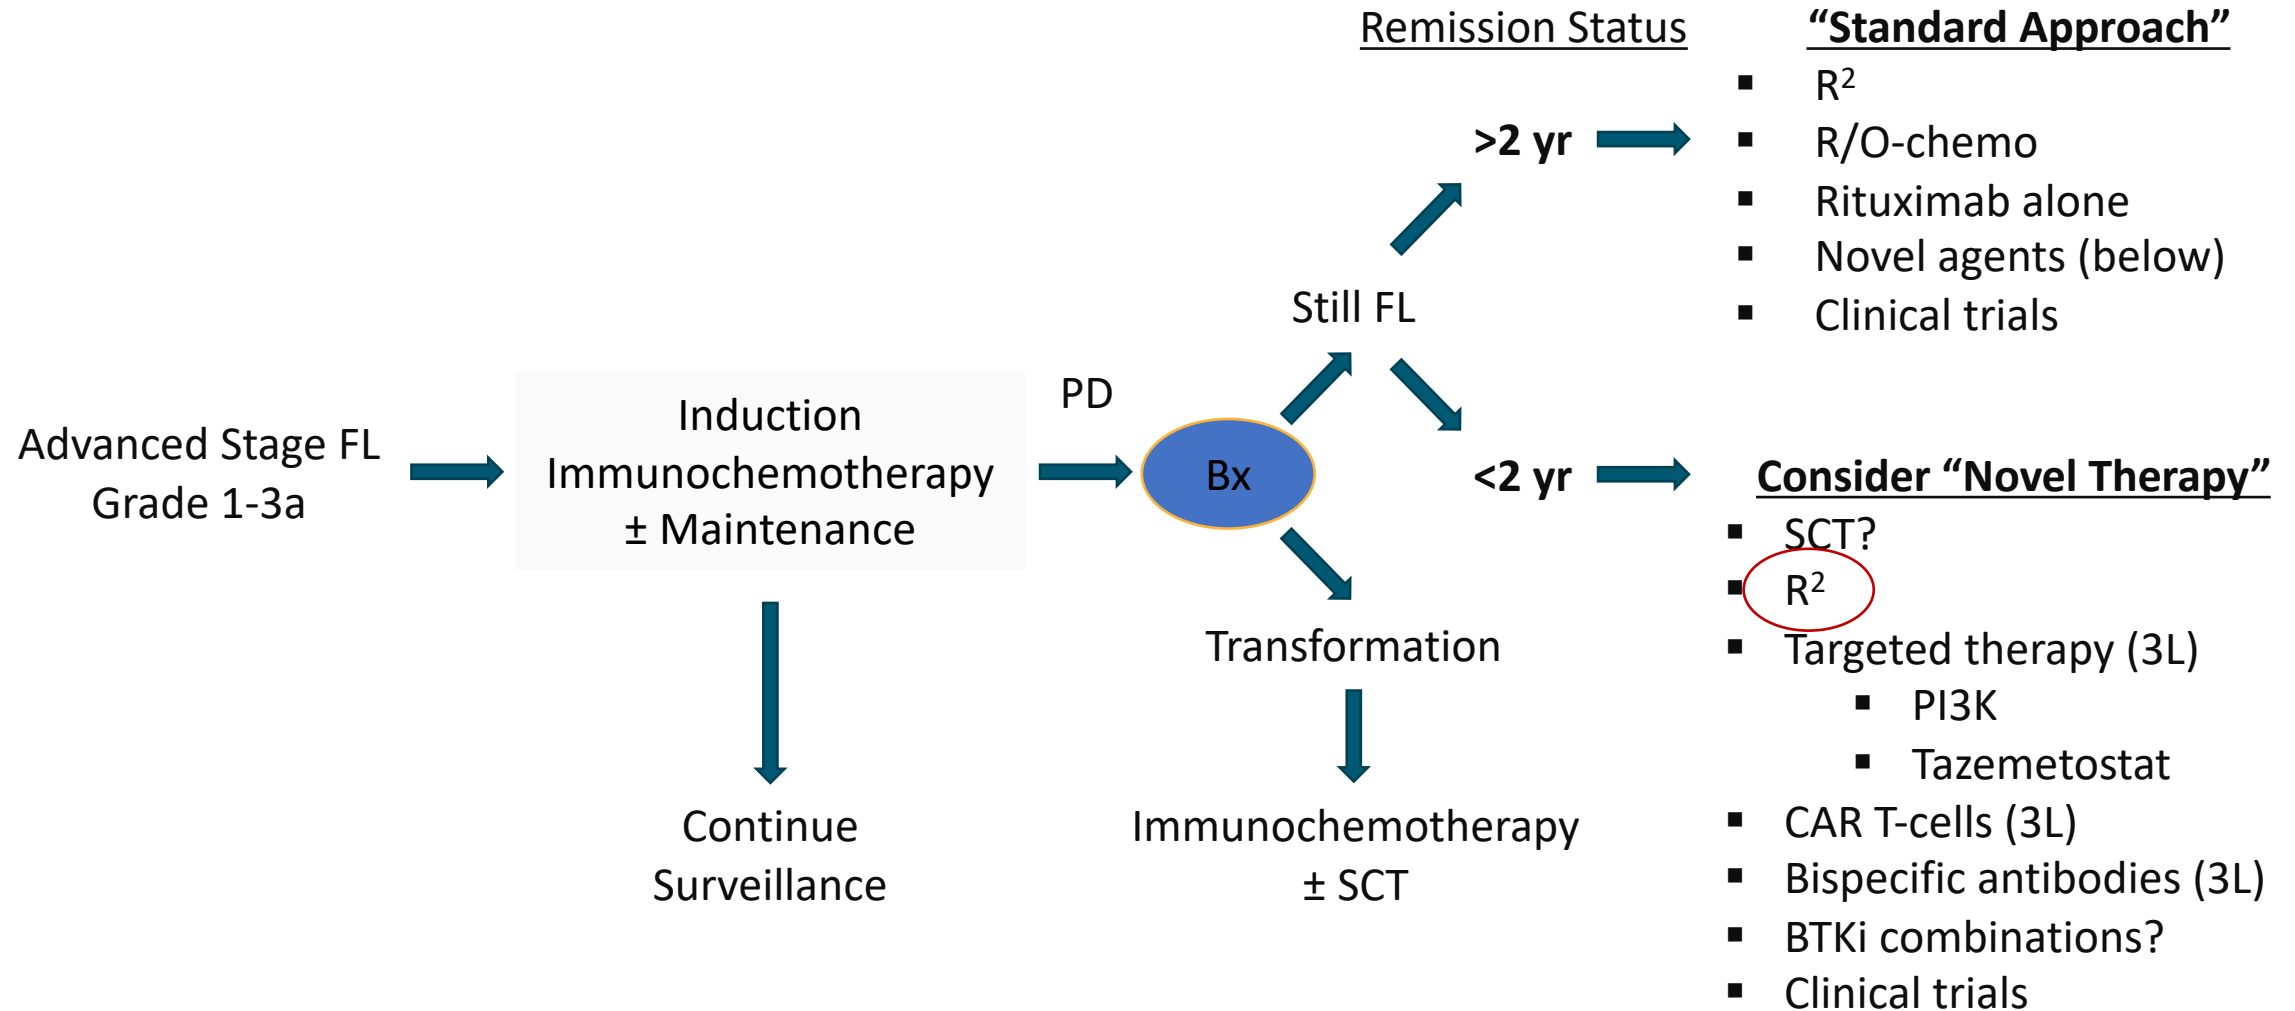 Remission Status
“Standard Approach”
▪ R²
▪ R/O-chemo
▪ Rituximab alone
▪ Novel agents (below)
▪ Clinical trials
>2 yr
Still FL
PD
Advanced Stage FL
Grade 1-3a
Induction
Immunochemotherapy
± Maintenance
Bx
<2 yr
Consider “Novel Therapy”
▪ SCT?
▪ R²
▪ Targeted therapy (3L)
▪ PI3K
▪ Tazemetostat
▪ CAR T-cells (3L)
▪ Bispecific antibodies (3L)
▪ BTKi combinations?
▪ Clinical trials
Transformation
Continue
Surveillance
Immunochemotherapy
± SCT